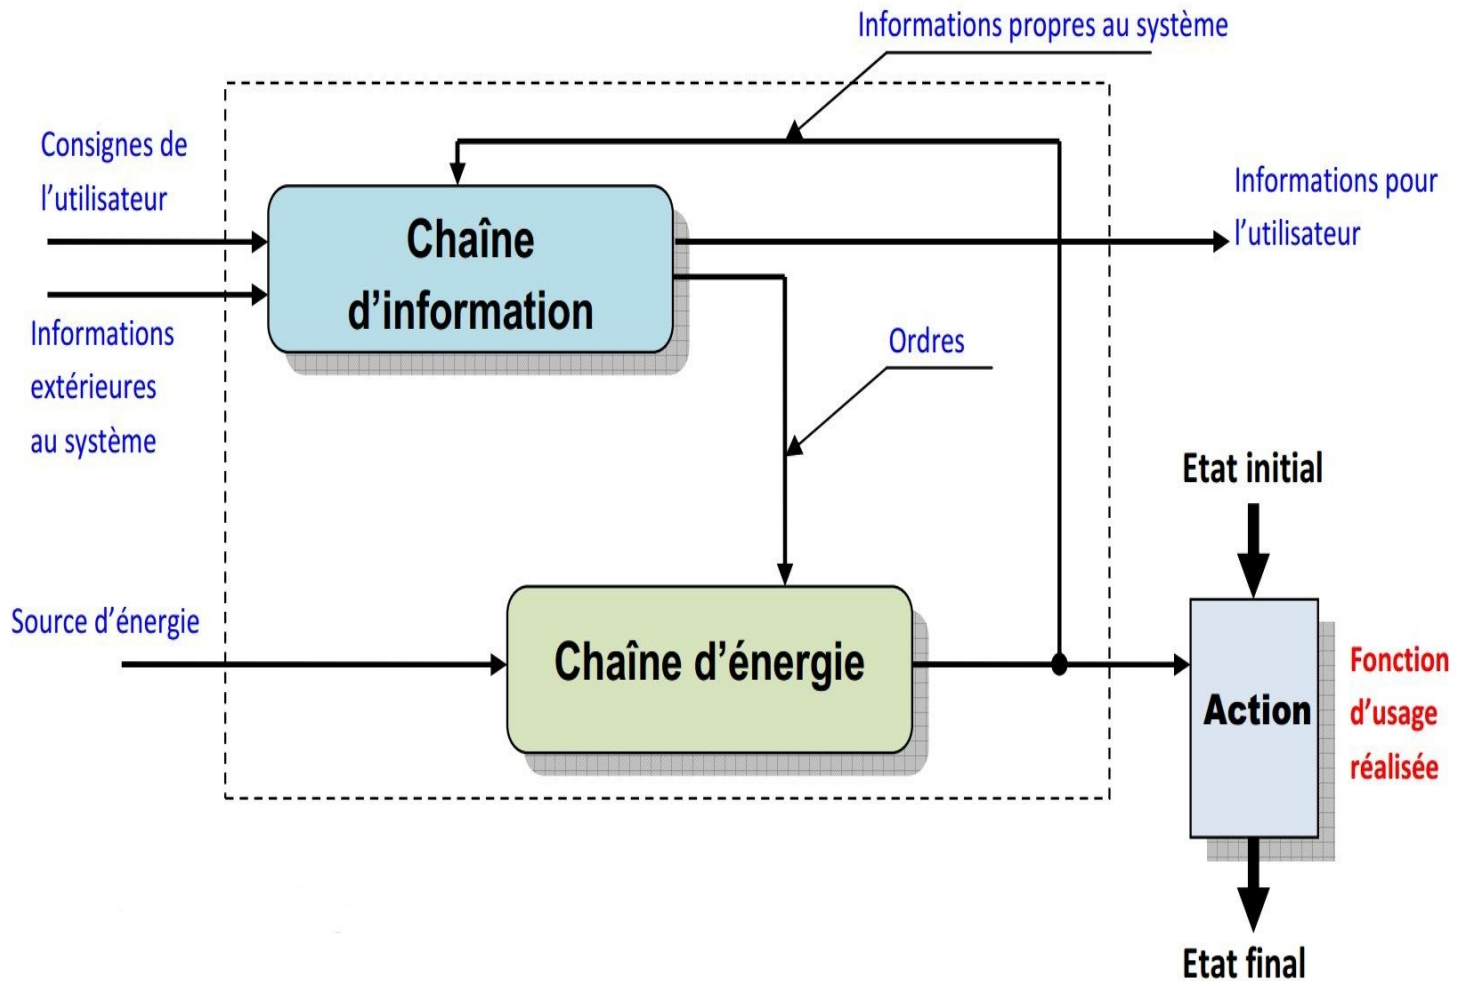 Informations propres au système
Consignes de
l'utilisateur
Informations pour
l'utilisateur
Chaîne
d'information
Informations
extérieures
au système
Ordres
Etat initial
Source d'énergie
Chaîne d'énergie
Action
Fonction
d'usage
réalisée
Etat final